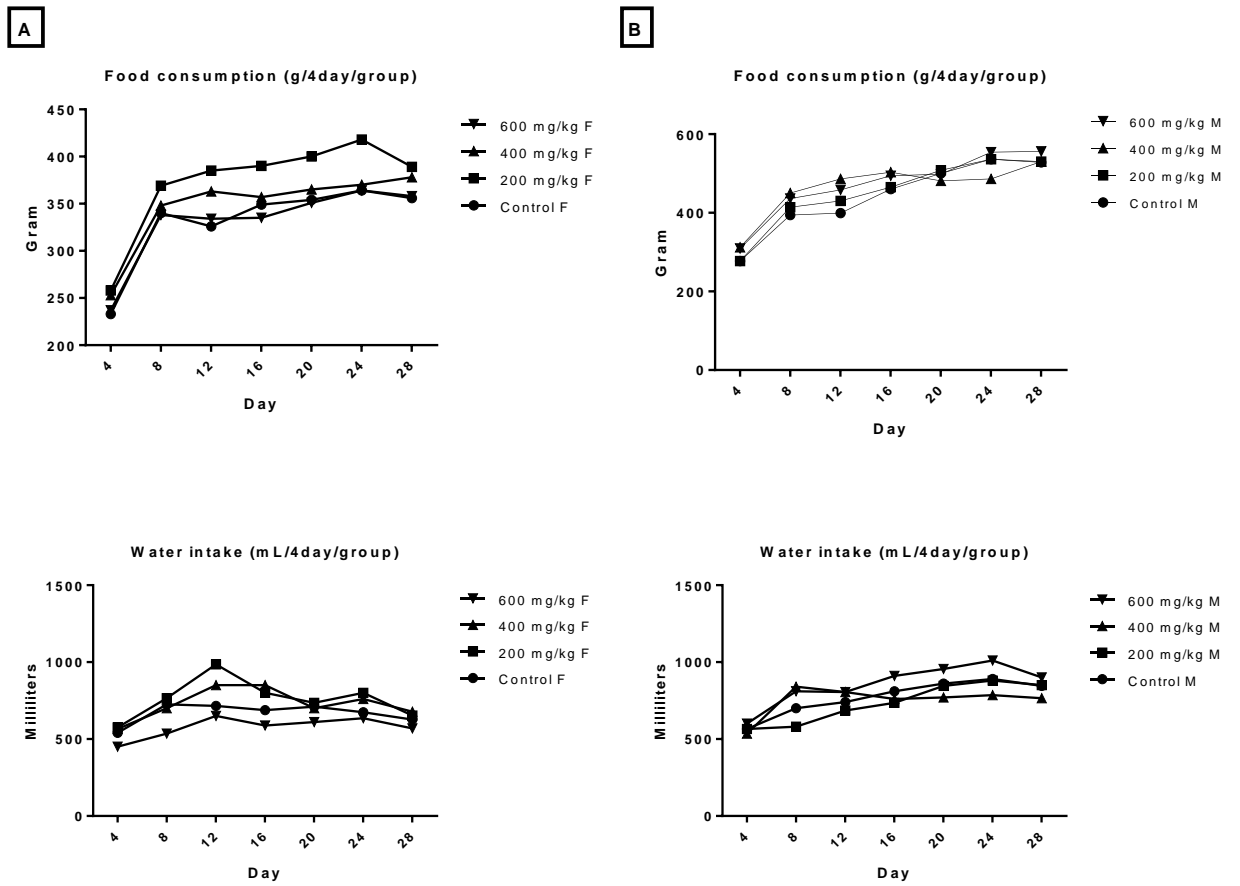 A
Food consumption (g/4day/group)
450
400
350
300
250
200
Gram
4
8
12
16
20
24
28
Day
600 mg/kg F
400 mg/kg F
200 mg/kg F
Control F
B
Food consumption (g/4day/group)
600
400
200
0
Gram
4
8
12
16
20
24
28
Day
600 mg/kg M
400 mg/kg M
200 mg/kg M
Control M
Water intake (mL/4day/group)
1500
1000
500
0
Milliliters
4
8
12
16
20
24
28
Day
600 mg/kg F
400 mg/kg F
200 mg/kg F
Control F
Water intake (mL/4day/group)
1500
1000
500
0
Milliliters
4
8
12
16
20
24
28
Day
600 mg/kg M
400 mg/kg M
200 mg/kg M
Control M